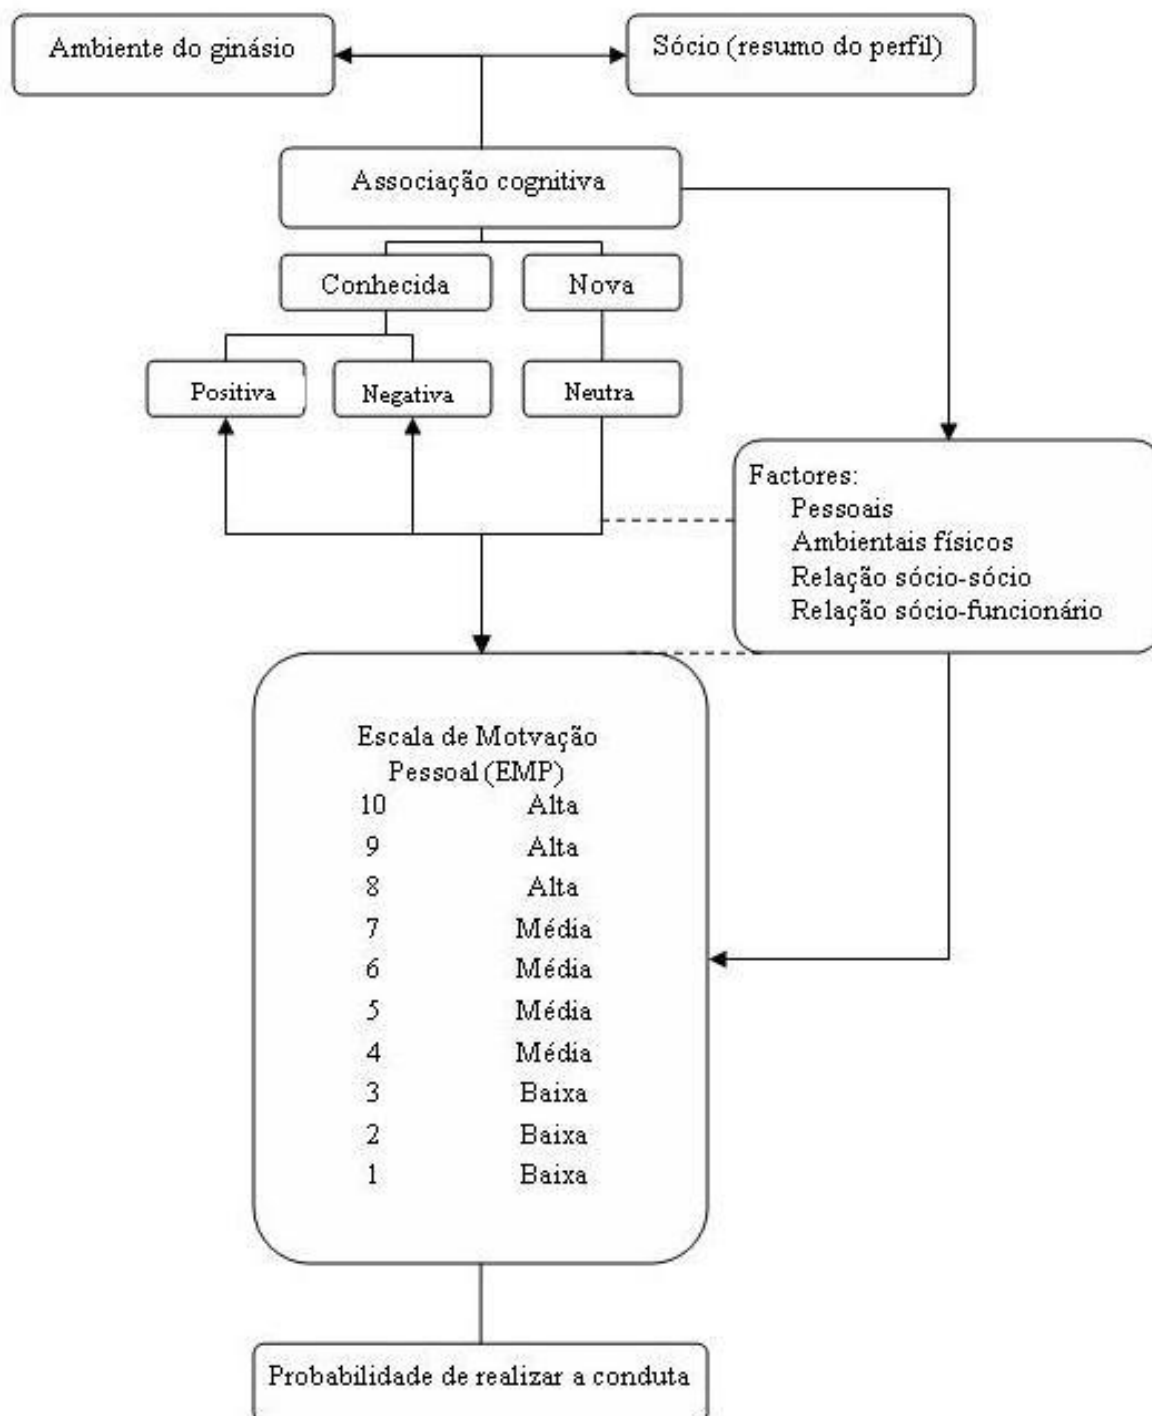 Ambiente do ginásio
Sócio (resumo do perfil)
Associação cognitiva
Conhecida
Nova
Positiva
Negativa
Neutra
Factores:
Pessoais
Ambientais físicos
Relação sócio-sócio
Relação sócio-funcionário
Escala de Motvação
Pessoal (EMP)
10 Alta
9 Alta
8 Alta
7 Média
6 Média
5 Média
4 Média
3 Baixa
2 Baixa
1 Baixa
Probabilidade de realizar a conduta